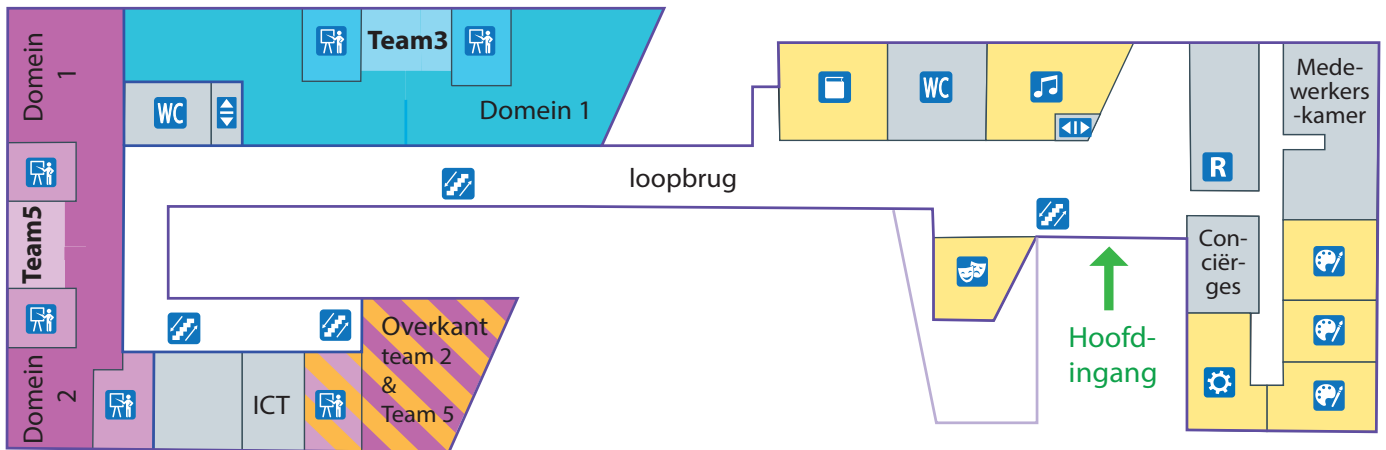 Domein
1
Team3
WC
Domein 1
WC
Mede-
werkers
-kamer
loopbrug
R
Team5
Con-
ciër-
ges
Hoofd-
ingang
Overkant
team 2
&
Team 5
Domein
2
ICT